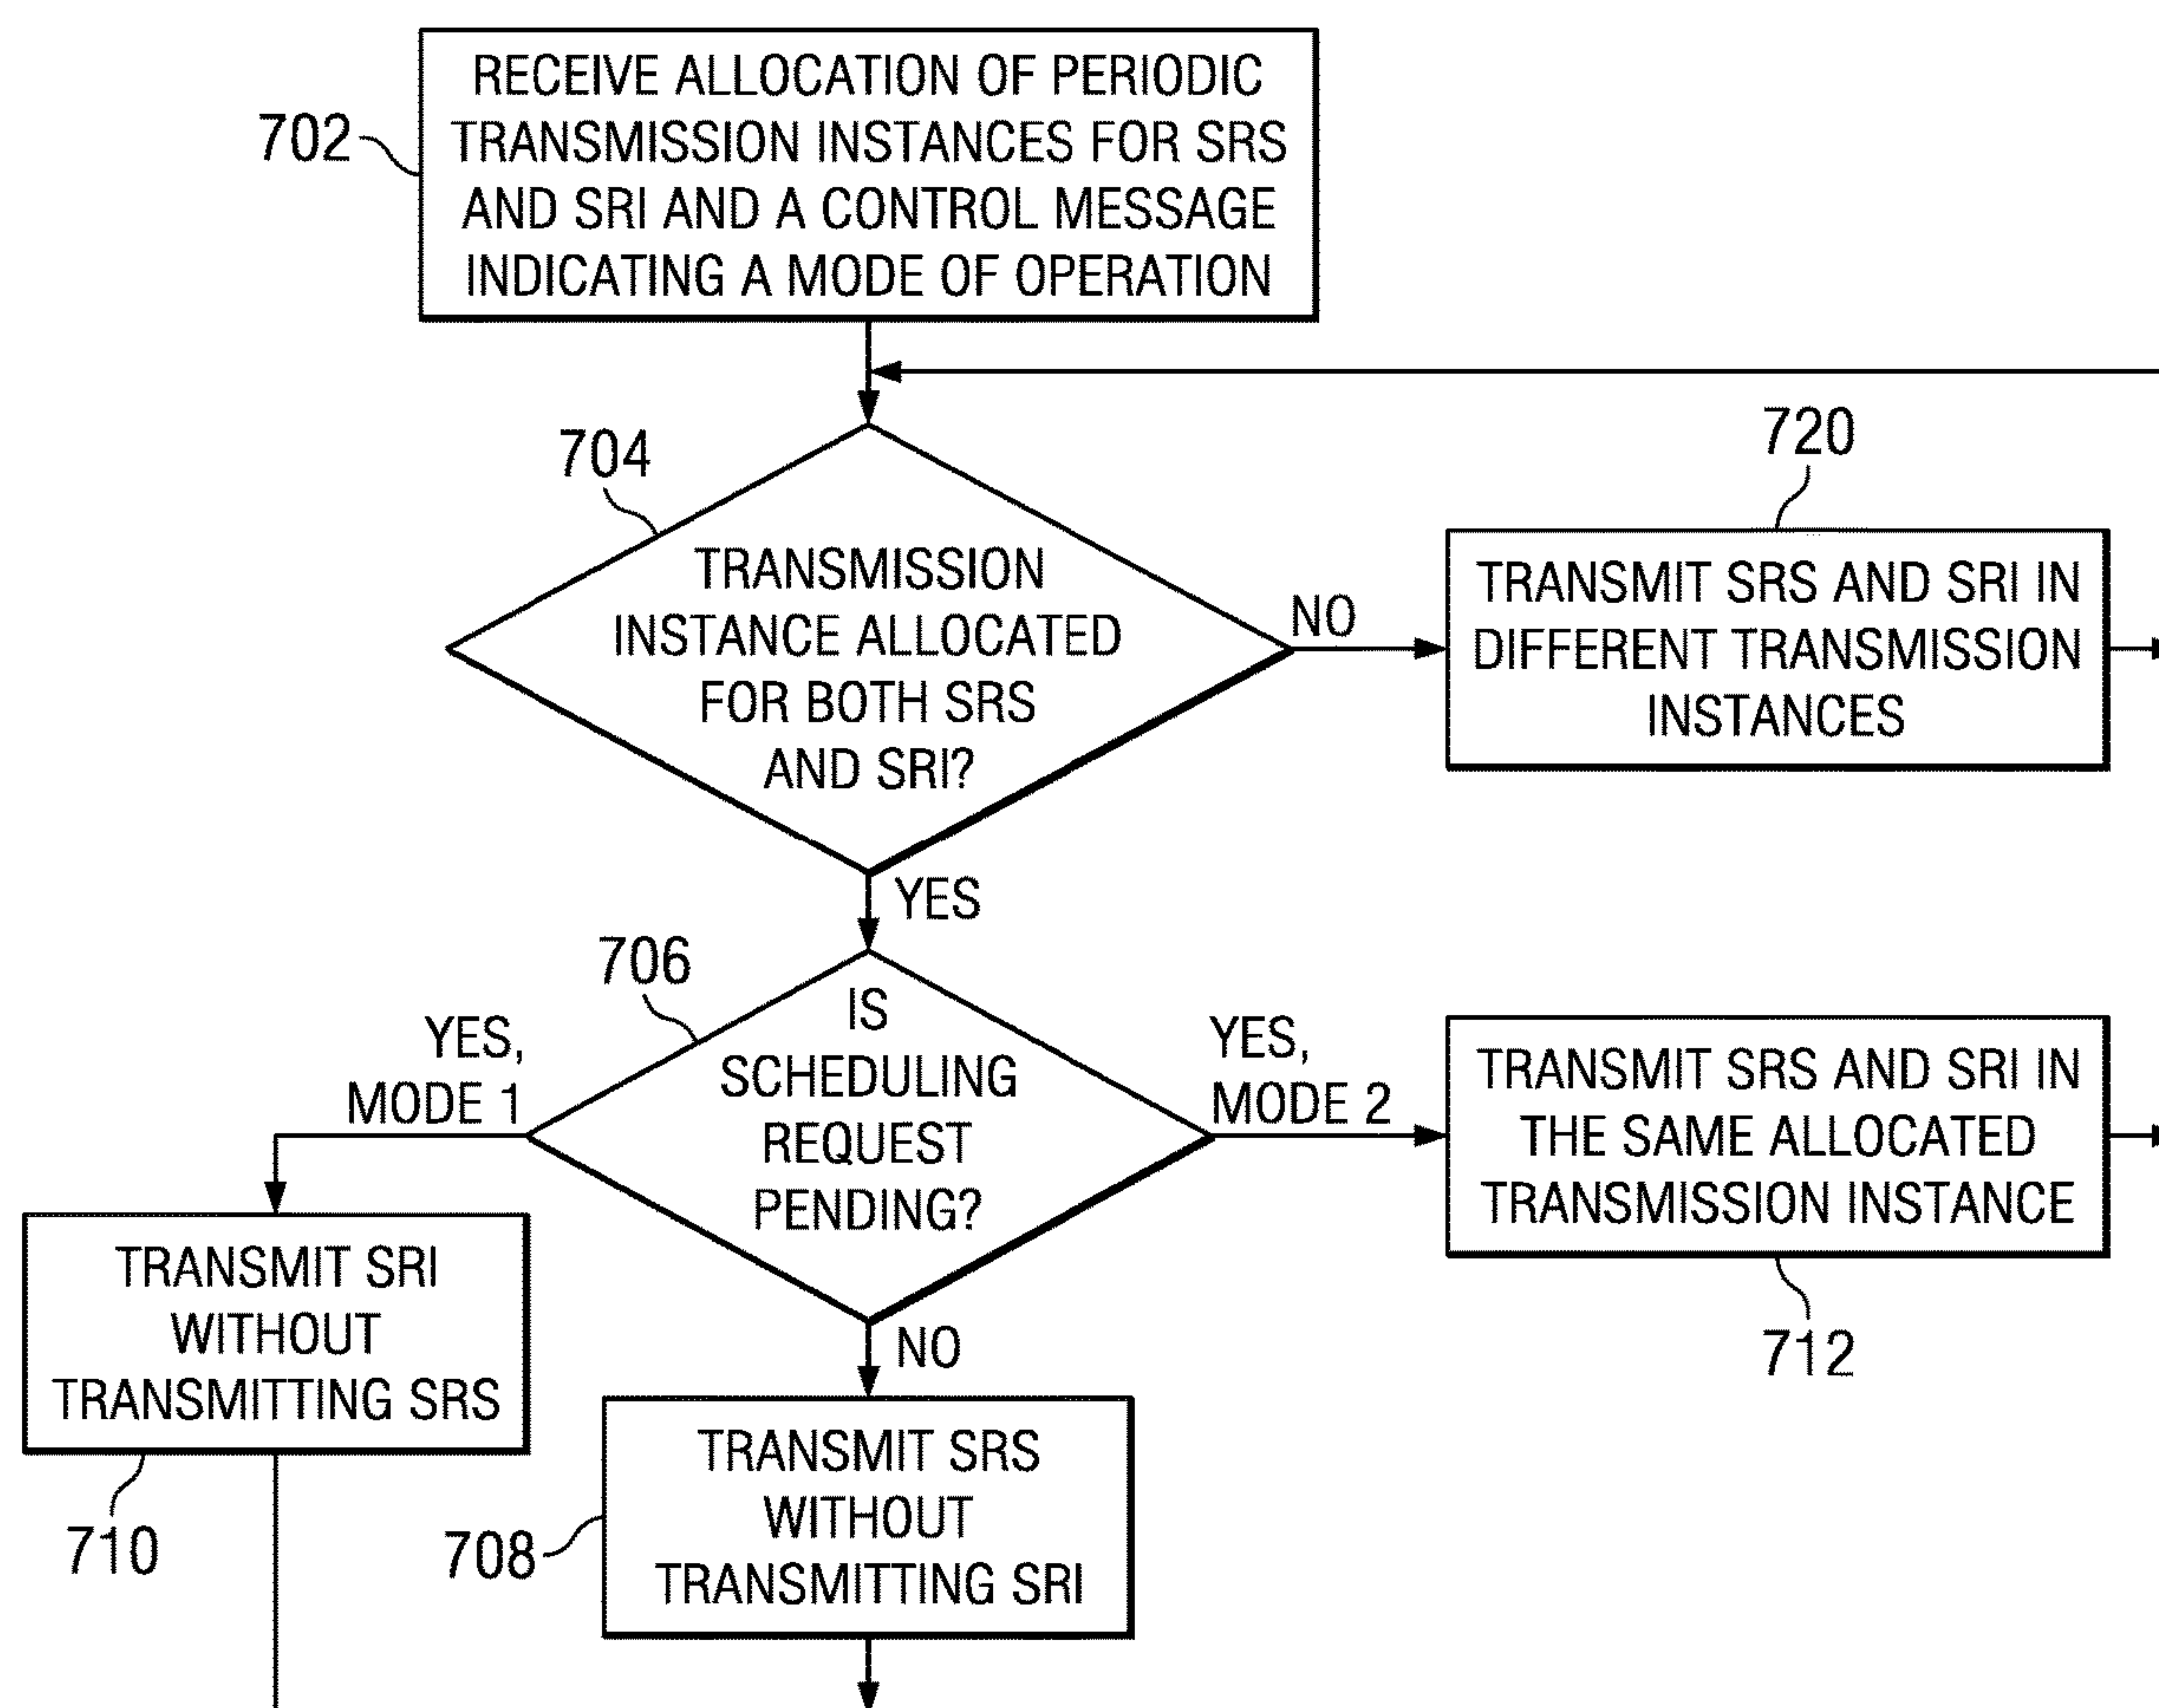 RECEIVE ALLOCATION OF PERIODIC
TRANSMISSION INSTANCES FOR SRS
AND SRI AND A CONTROL MESSAGE
INDICATING A MODE OF OPERATION
702
704
TRANSMISSION
INSTANCE ALLOCATED
FOR BOTH SRS
AND SRI?
NO
720
TRANSMIT SRS AND SRI IN
DIFFERENT TRANSMISSION
INSTANCES
YES
706
IS
SCHEDULING
REQUEST
PENDING?
YES,
MODE 1
YES,
MODE 2
TRANSMIT SRS AND SRI IN
THE SAME ALLOCATED
TRANSMISSION INSTANCE
712
TRANSMIT SRI
WITHOUT
TRANSMITTING SRS
710
NO
TRANSMIT SRS
WITHOUT
TRANSMITTING SRI
708